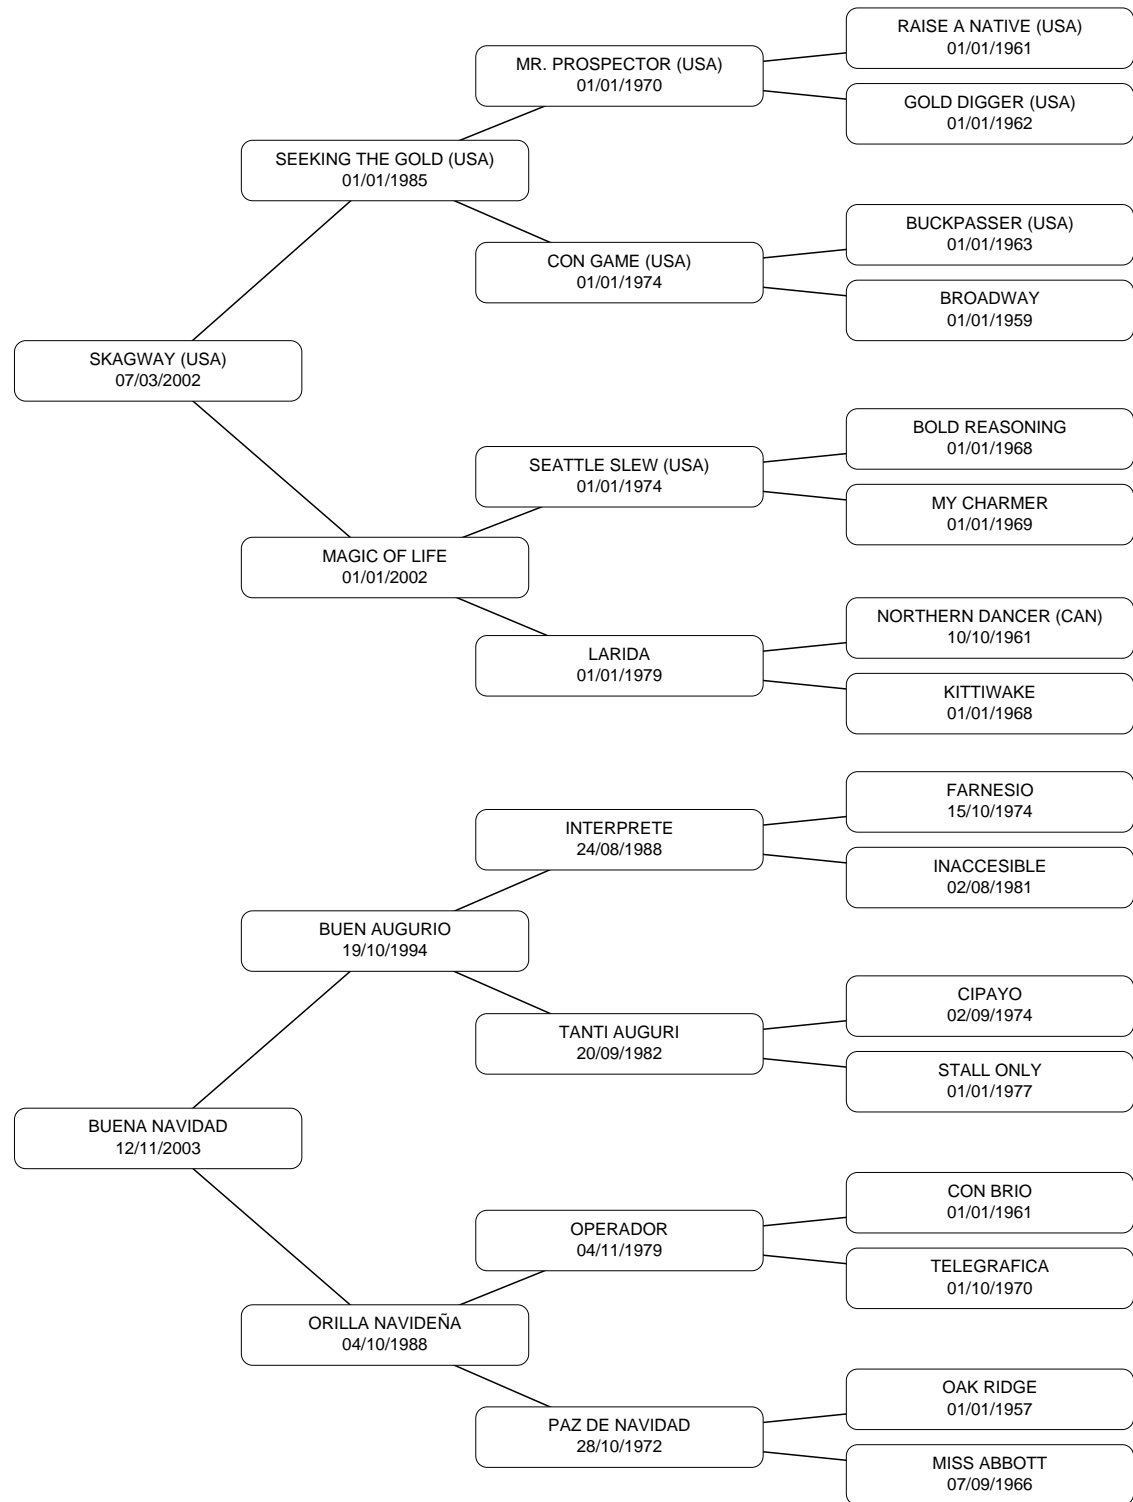 RAISE A NATIVE (USA)
01/01/1961
MR. PROSPECTOR (USA)
01/01/1970
GOLD DIGGER (USA)
01/01/1962
SEEKING THE GOLD (USA)
01/01/1985
BUCKPASSER (USA)
01/01/1963
CON GAME (USA)
01/01/1974
BROADWAY
01/01/1959
SKAGWAY (USA)
07/03/2002
BOLD REASONING
01/01/1968
SEATTLE SLEW (USA)
01/01/1974
MY CHARMER
01/01/1969
MAGIC OF LIFE
01/01/2002
NORTHERN DANCER (CAN)
10/10/1961
LARIDA
01/01/1979
KITTIWAKE
01/01/1968
FARNESIO
15/10/1974
INTERPRETE
24/08/1988
INACCESIBLE
02/08/1981
BUEN AUGURIO
19/10/1994
CIPAYO
02/09/1974
TANTI AUGURI
20/09/1982
STALL ONLY
01/01/1977
BUENA NAVIDAD
12/11/2003
CON BRIO
01/01/1961
OPERADOR
04/11/1979
TELEGRAFICA
01/10/1970
ORILLA NAVIDEÑA
04/10/1988
OAK RIDGE
01/01/1957
PAZ DE NAVIDAD
28/10/1972
MISS ABBOTT
07/09/1966